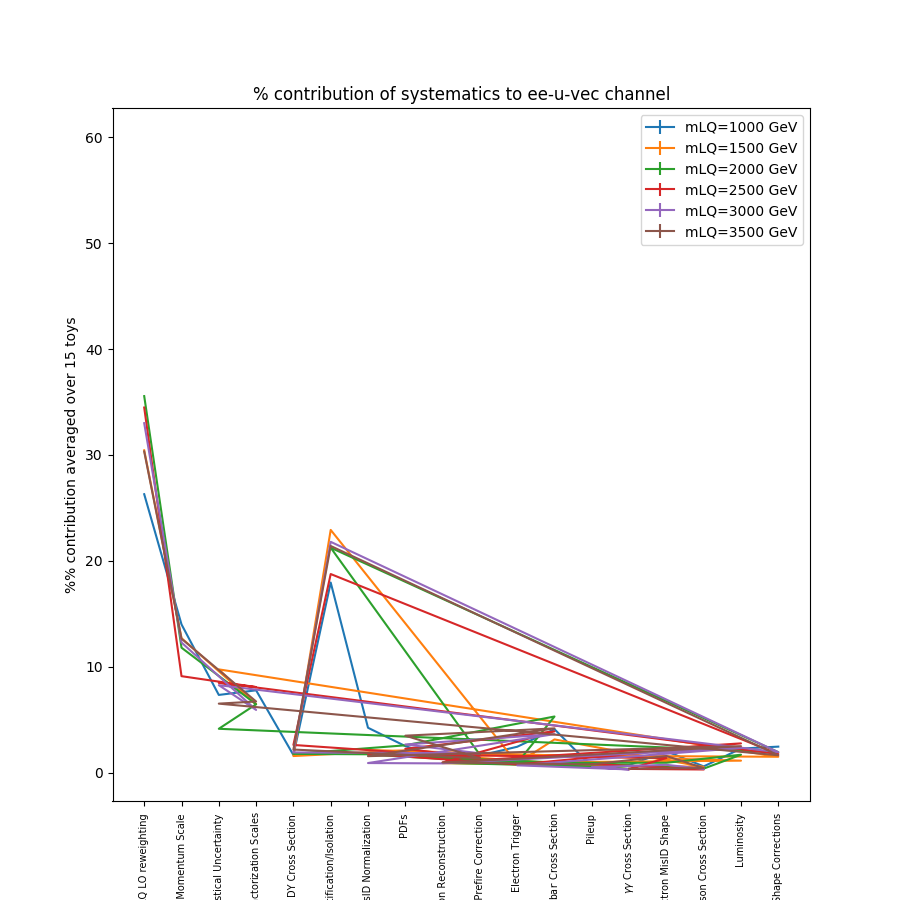 % contribution of systematics to ee-u-vec channel
mLQ=1000 GeV
mLQ=1500 GeV
mLQ=2000 GeV
mLQ=2500 GeV
mLQ=3000 GeV
mLQ=3500 GeV
%% contribution averaged over 15 toys
60
50
40
30
20
10
0
Q LO reweighting
Momentum Scale
stical Uncertainty
ctorization Scales
DY Cross Section
tification/Isolation
sID Normalization
PDFs
on Reconstruction
Prefire Correction
Electron Trigger
bar Cross Section
Pileup
γγ Cross Section
tron MisID Shape
son Cross Section
Luminosity
Shape Corrections